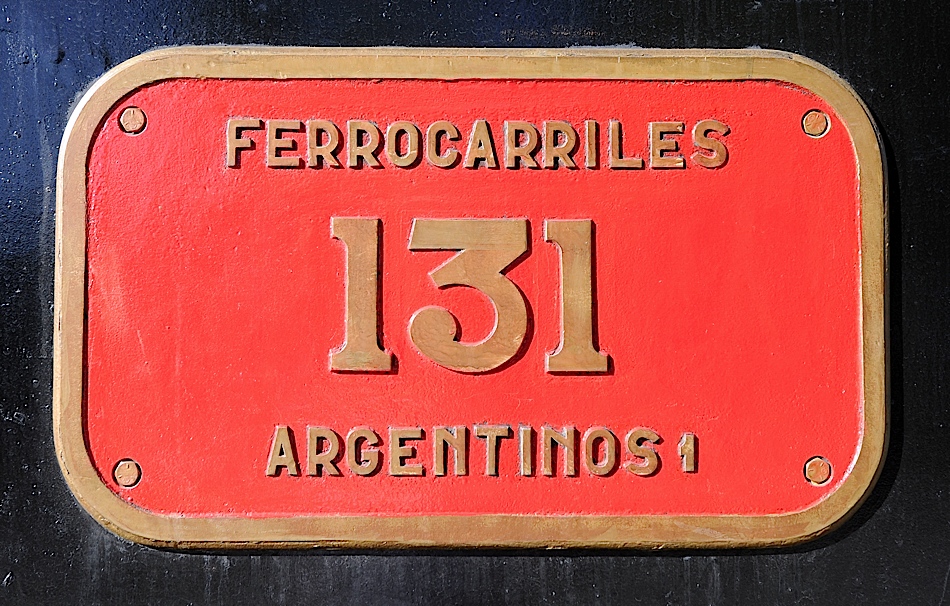 FERROCARRILES
131
ARGENTINOS 1